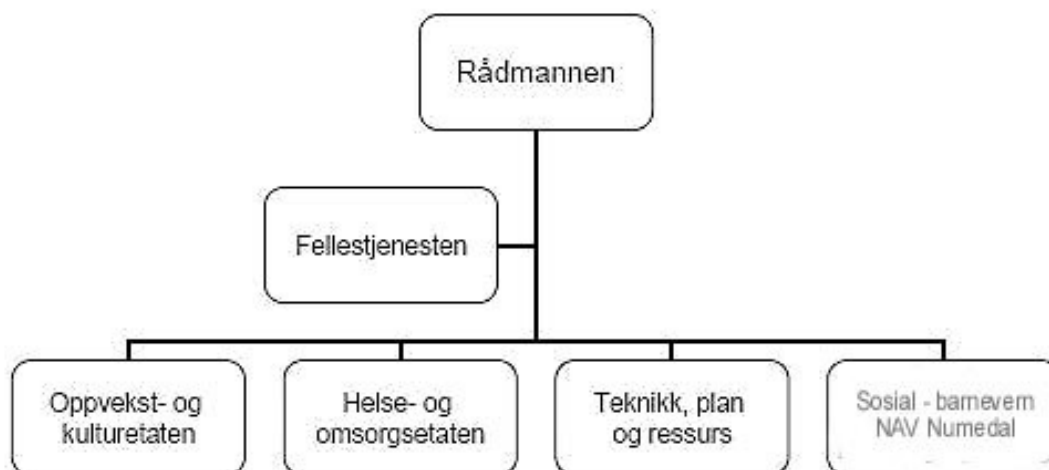 Rådmannen
Fellestjenesten
Oppvekst- og
kulturetaten
Helse- og
omsorgsetaten
Teknikk, plan
og ressurs
Sosial - barnevern
NAV Numedal